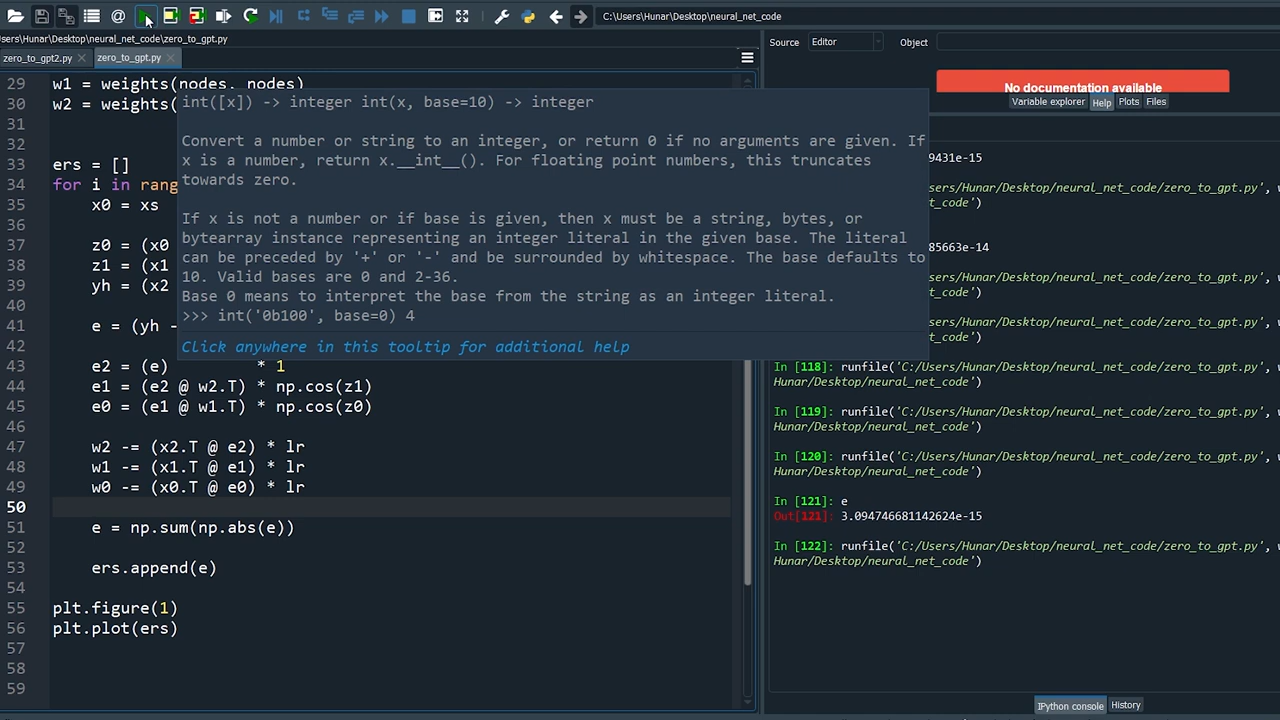 C:\Users\Hunar\Desktop\neural_net_code
Users\Hunar\Desktop\neural_net_code\zero_to_gpt.py
zero_to_gpt2.py
zero_to_gpt.py
Source
Editor
Object
No documentation available
Variable explorer
Help
Plots
Files
29 w1 = weights(nodes, nodes)
30 w2 = weights(
31
32
33 ers = []
34 for i in rang
35 x0 = xs
36
37 z0 = (x0
38 z1 = (x1
39 yh = (x2
40
41 e = (yh -
42
43 e2 = (e) * 1
44 e1 = (e2 @ w2.T) * np.cos(z1)
45 e0 = (e1 @ w1.T) * np.cos(z0)
46
47 w2 -= (x2.T @ e2) * lr
48 w1 -= (x1.T @ e1) * lr
49 w0 -= (x0.T @ e0) * lr
50
51 e = np.sum(np.abs(e))
52
53 ers.append(e)
54
55 plt.figure(1)
56 plt.plot(ers)
57
58
59
int([x]) -> integer int(x, base=10) -> integer
Convert a number or string to an integer, or return 0 if no arguments are given. If
x is a number, return x.__int__(). For floating point numbers, this truncates
towards zero.
If x is not a number or if base is given, then x must be a string, bytes, or
bytearray instance representing an integer literal in the given base. The literal
can be preceded by '+' or '-' and be surrounded by whitespace. The base defaults to
10. Valid bases are 0 and 2-36.
Base 0 means to interpret the base from the string as an integer literal.
>>> int('0b100', base=0) 4
Click anywhere in this tooltip for additional help
9431e-15
ers/Hunar/Desktop/neural_net_code/zero_to_gpt.py', w
t_code')
85663e-14
ers/Hunar/Desktop/neural_net_code/zero_to_gpt.py', w
t_code')
ers/Hunar/Desktop/neural_net_code/zero_to_gpt.py', w
t_code')
In [118]: runfile('C:/Users/Hunar/Desktop/neural_net_code/zero_to_gpt.py', w
Hunar/Desktop/neural_net_code')
In [119]: runfile('C:/Users/Hunar/Desktop/neural_net_code/zero_to_gpt.py', w
Hunar/Desktop/neural_net_code')
In [120]: runfile('C:/Users/Hunar/Desktop/neural_net_code/zero_to_gpt.py', w
Hunar/Desktop/neural_net_code')
In [121]: e
Out[121]: 3.094746681142624e-15
In [122]: runfile('C:/Users/Hunar/Desktop/neural_net_code/zero_to_gpt.py', w
Hunar/Desktop/neural_net_code')
IPython console
History